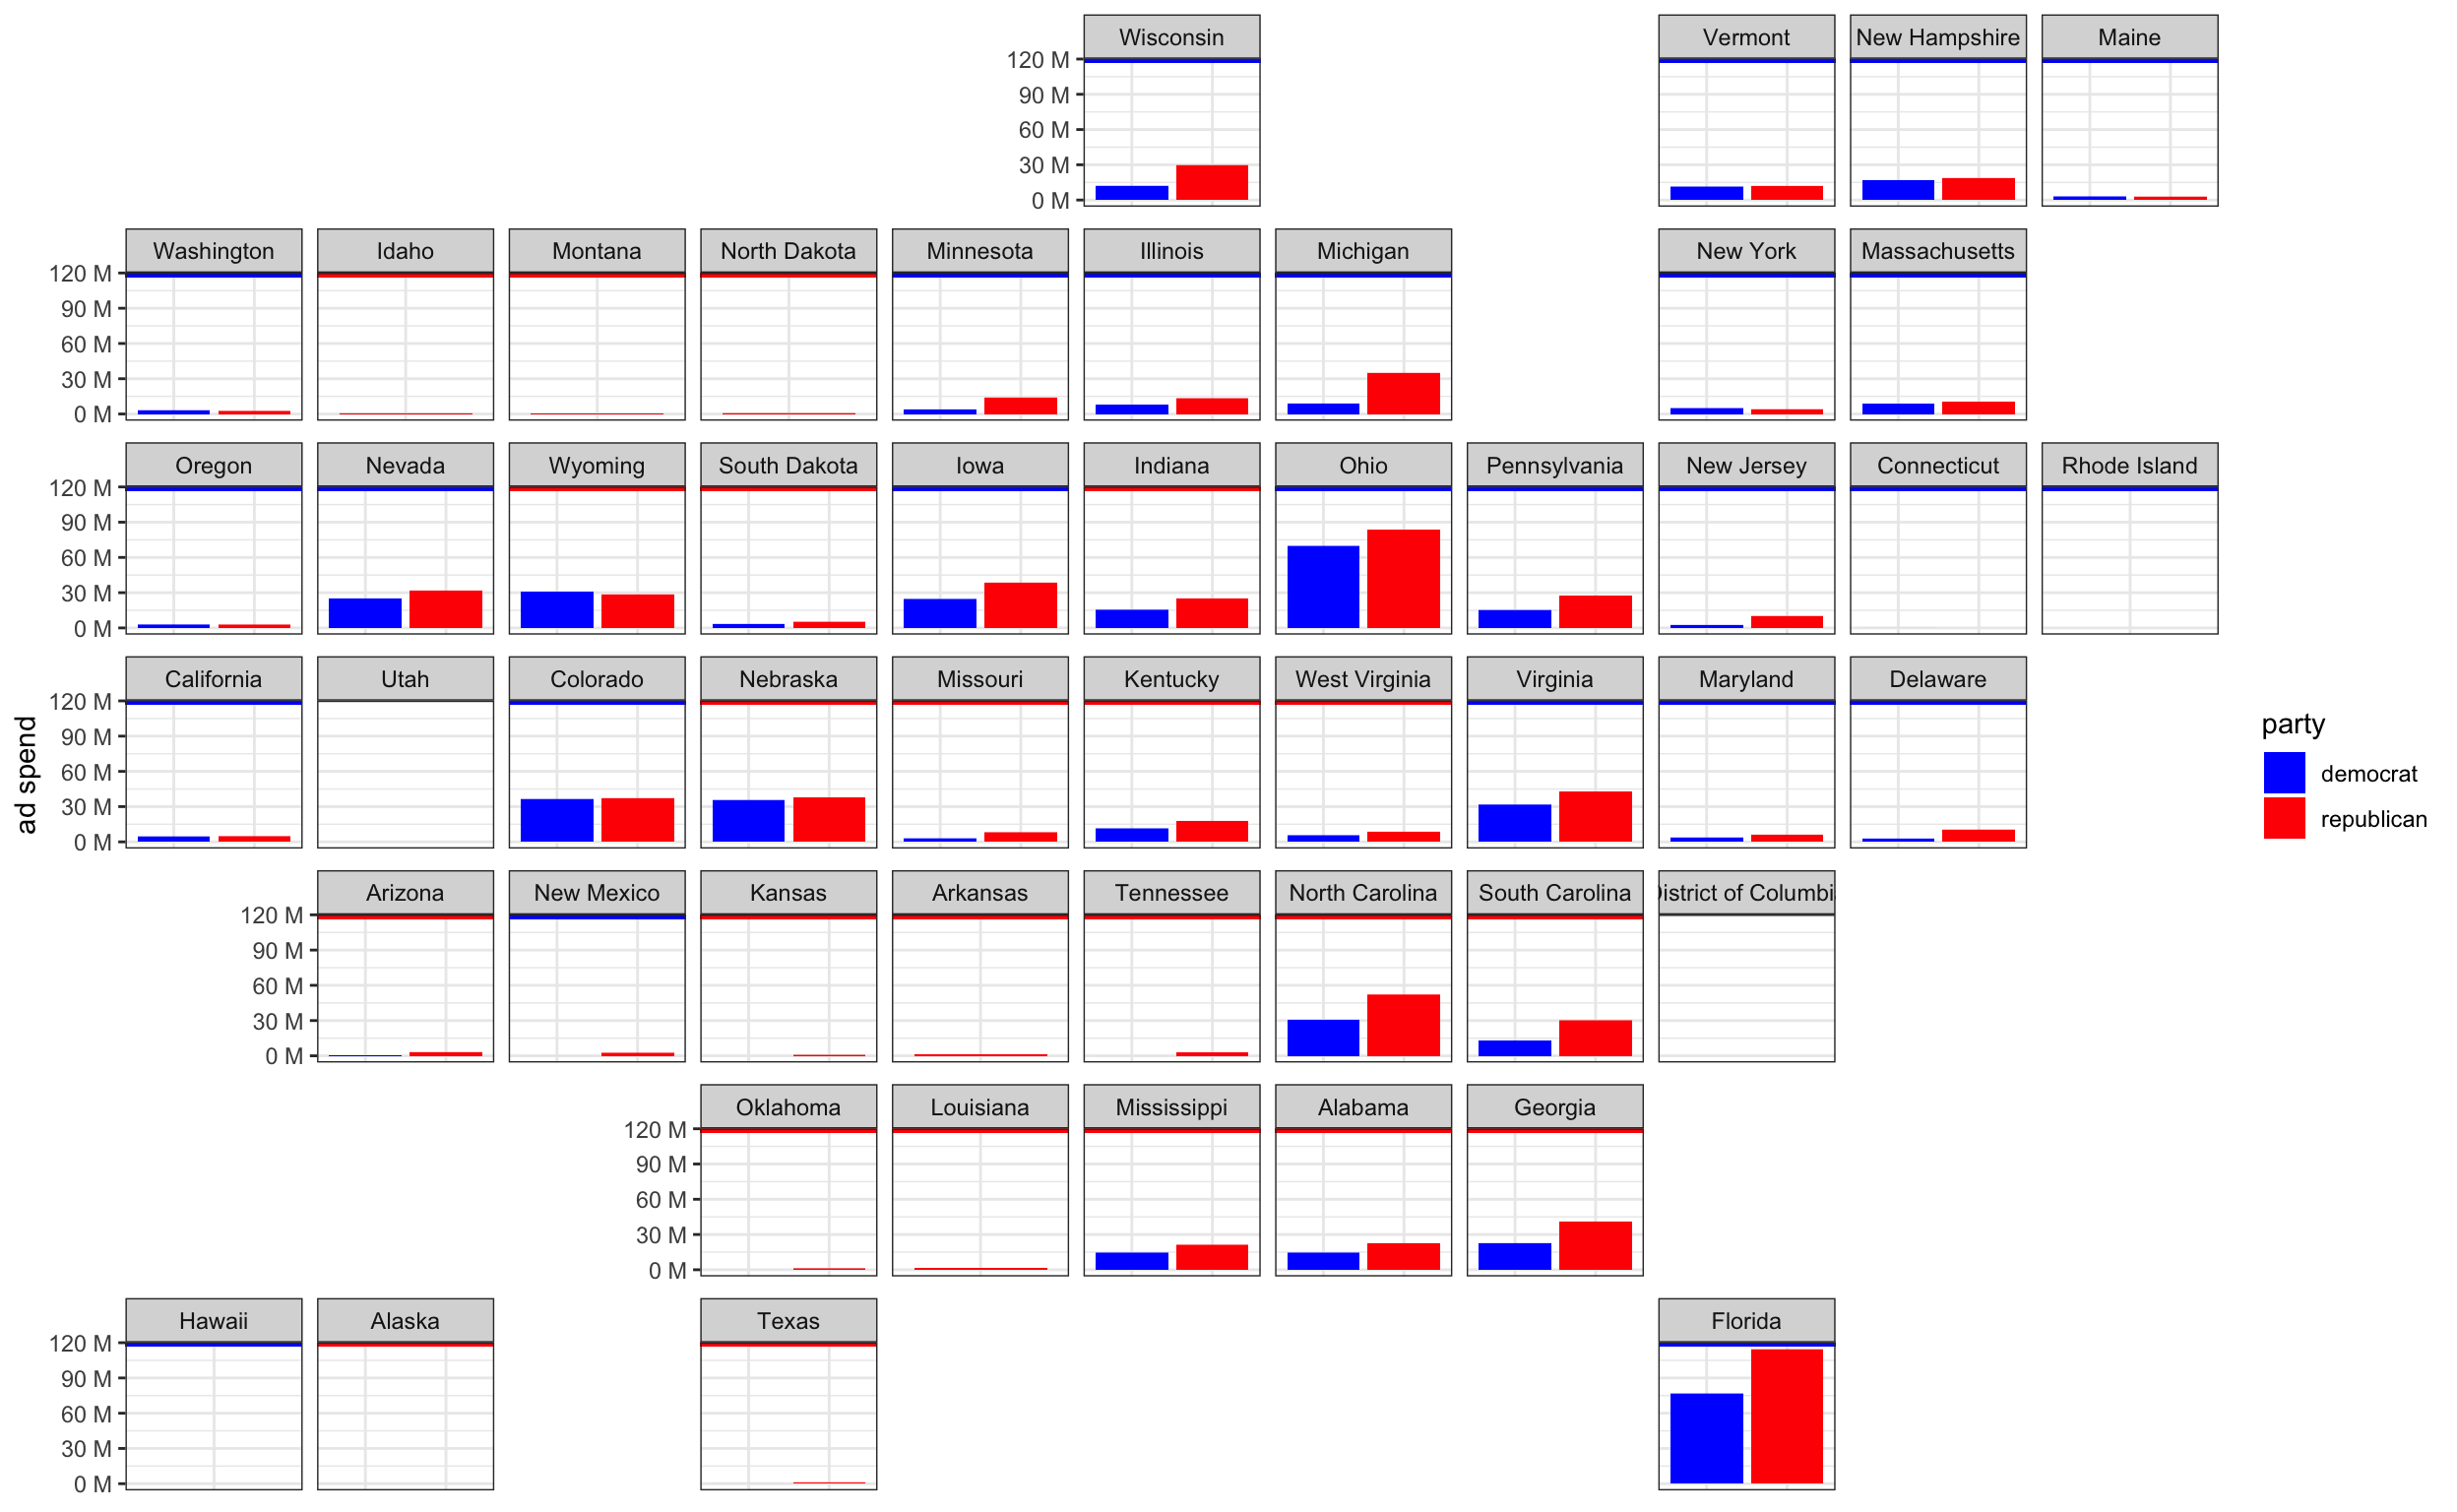 Wisconsin Vermont New Hampshire Maine
120 M
90 M
60 M
30 M
0 M
Washington Idaho Montana North Dakota Minnesota Illinois Michigan New York Massachusetts
120 M
90 M
60 M
30 M
0 M
Oregon Nevada Wyoming South Dakota Iowa Indiana Ohio Pennsylvania New Jersey Connecticut Rhode Island
120 M
90 M
60 M
30 M
0 M
California Utah Colorado Nebraska Missouri Kentucky West Virginia Virginia Maryland Delaware
120 M
90 M
60 M
30 M
0 M
ad spend
party
democrat
republican
Arizona New Mexico Kansas Arkansas Tennessee North Carolina South Carolina District of Columbia
120 M
90 M
60 M
30 M
0 M
Oklahoma Louisiana Mississippi Alabama Georgia
120 M
90 M
60 M
30 M
0 M
Hawaii Alaska Texas Florida
120 M
90 M
60 M
30 M
0 M